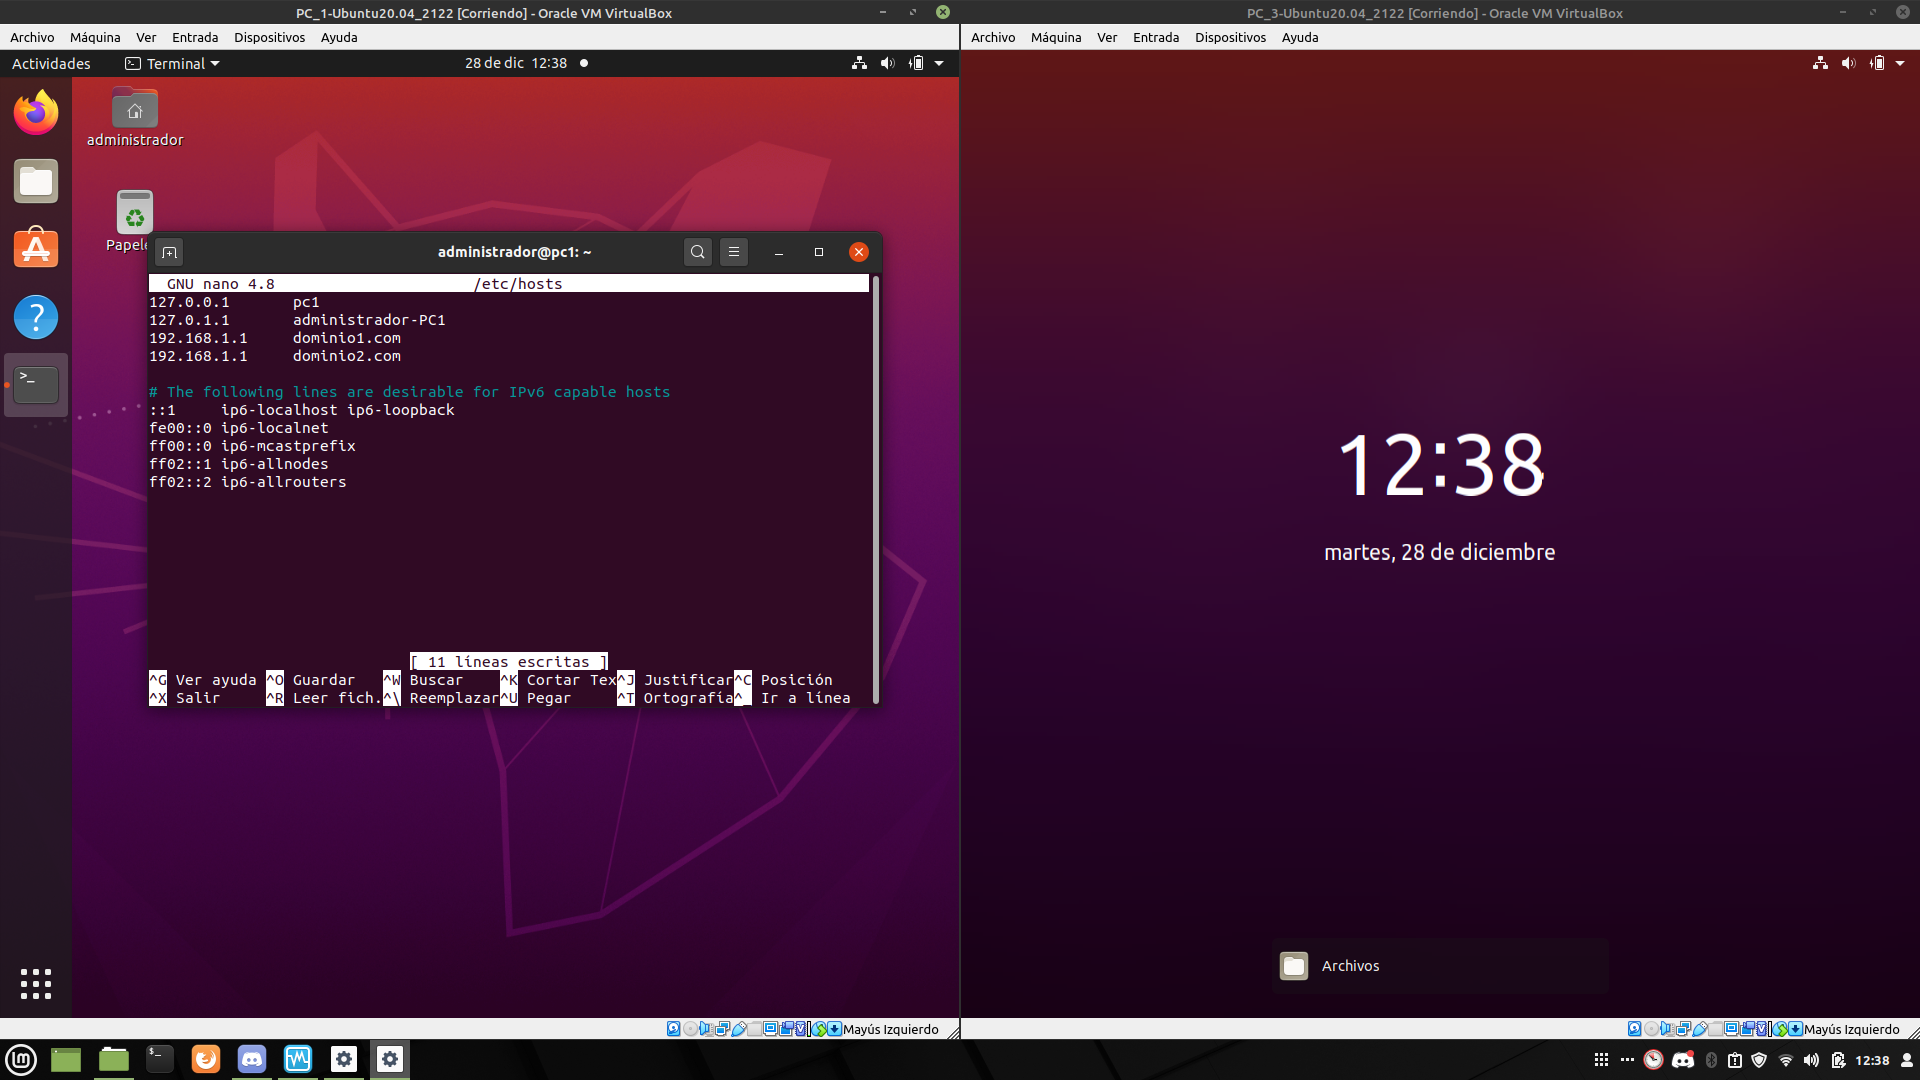 PC_1-Ubuntu20.04_2122 [Corriendo] - Oracle VM VirtualBox
Archivo Máquina Ver Entrada Dispositivos Ayuda
Actividades Terminal 28 de dic 12:38
administrador
Papele
administrador@pc1: ~
GNU nano 4.8 /etc/hosts
127.0.0.1 pc1
127.0.1.1 administrador-PC1
192.168.1.1 dominio1.com
192.168.1.1 dominio2.com
# The following lines are desirable for IPv6 capable hosts
::1 ip6-localhost ip6-loopback
fe00::0 ip6-localnet
ff00::0 ip6-mcastprefix
ff02::1 ip6-allnodes
ff02::2 ip6-allrouters
[ 11 líneas escritas ]
^G Ver ayuda ^O Guardar ^W Buscar ^K Cortar Tex^J Justificar^C Posición
^X Salir ^R Leer fich.^\ Reemplazar^U Pegar ^T Ortografía^_ Ir a línea
Mayús Izquierdo
PC_3-Ubuntu20.04_2122 [Corriendo] - Oracle VM VirtualBox
Archivo Máquina Ver Entrada Dispositivos Ayuda
12:38
martes, 28 de diciembre
Archivos
Mayús Izquierdo
12:38